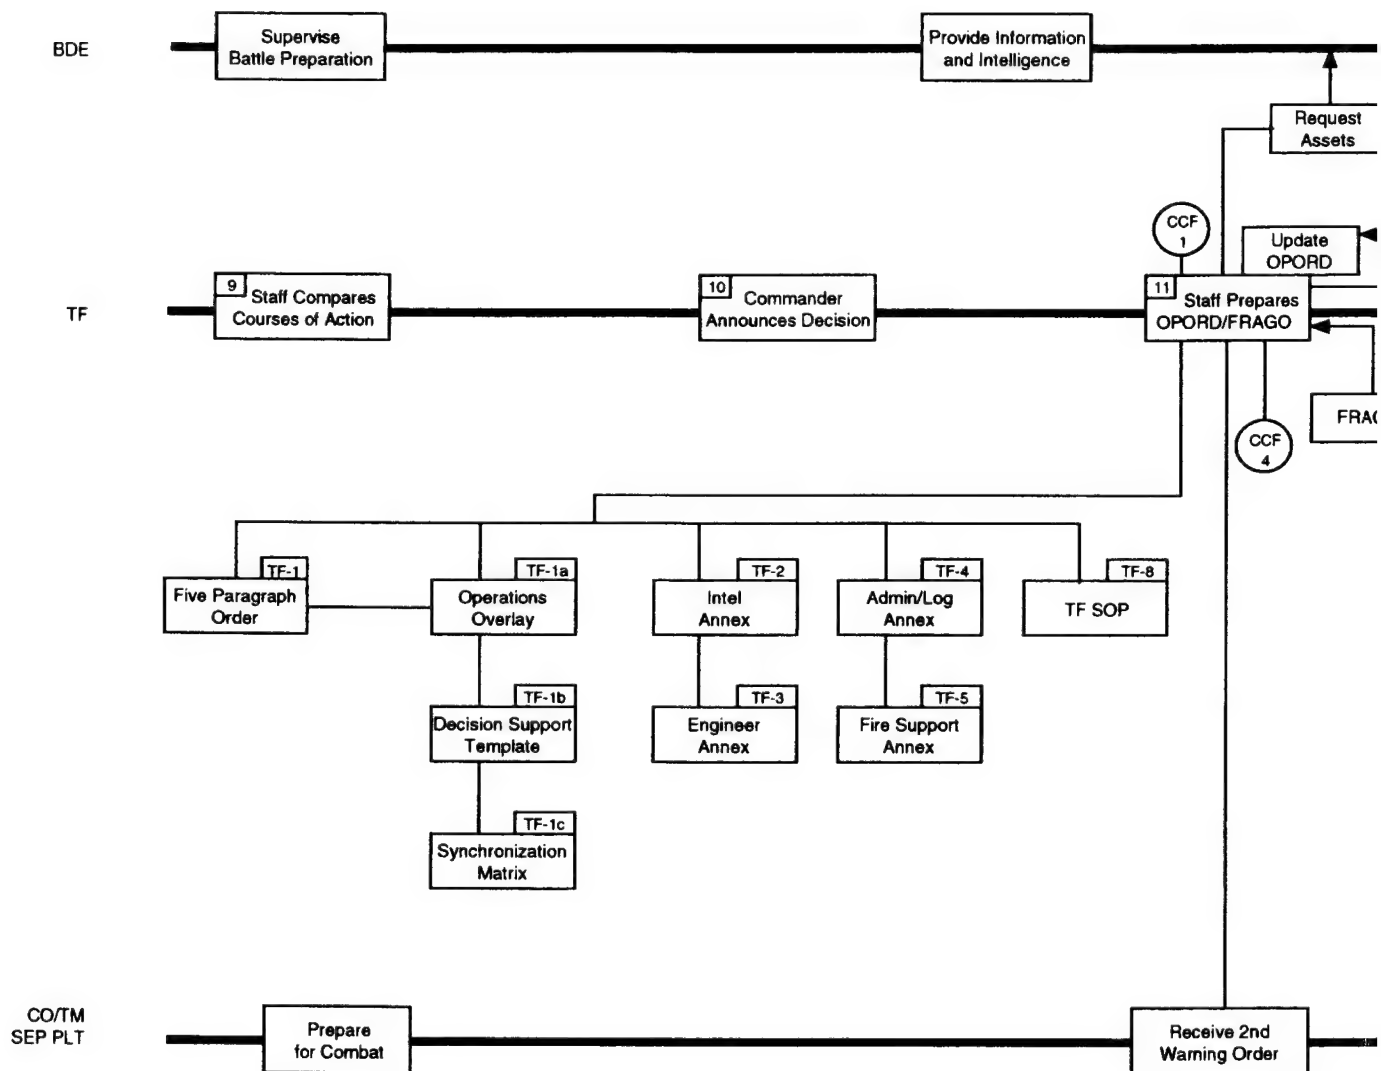 BDE
Supervise
Battle Preparation
Provide Information
and Intelligence
Request
Assets
CCF
1
Update
OPORD
TF
9
Staff Compares
Courses of Action
10
Commander
Announces Decision
11
Staff Prepares
OPORD/FRAGO
CCF
4
FRAG
TF-1
Five Paragraph
Order
TF-1a
Operations
Overlay
TF-2
Intel
Annex
TF-4
Admin/Log
Annex
TF-8
TF SOP
TF-1b
Decision Support
Template
TF-3
Engineer
Annex
TF-5
Fire Support
Annex
TF-1c
Synchronization
Matrix
CO/TM
SEP PLT
Prepare
for Combat
Receive 2nd
Warning Order